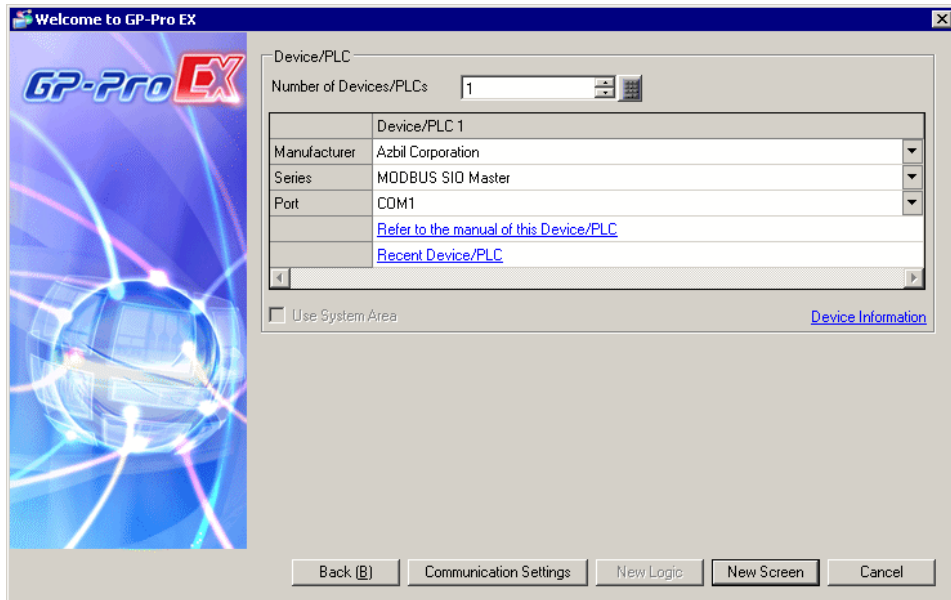 Welcome to GP-Pro EX
GP-Pro EX
Device/PLC
Number of Devices/PLCs 1
Device/PLC 1
Manufacturer Azbil Corporation
Series MODBUS SIO Master
Port COM1
Refer to the manual of this Device/PLC
Recent Device/PLC
Use System Area Device Information
Back (B) Communication Settings New Logic New Screen Cancel